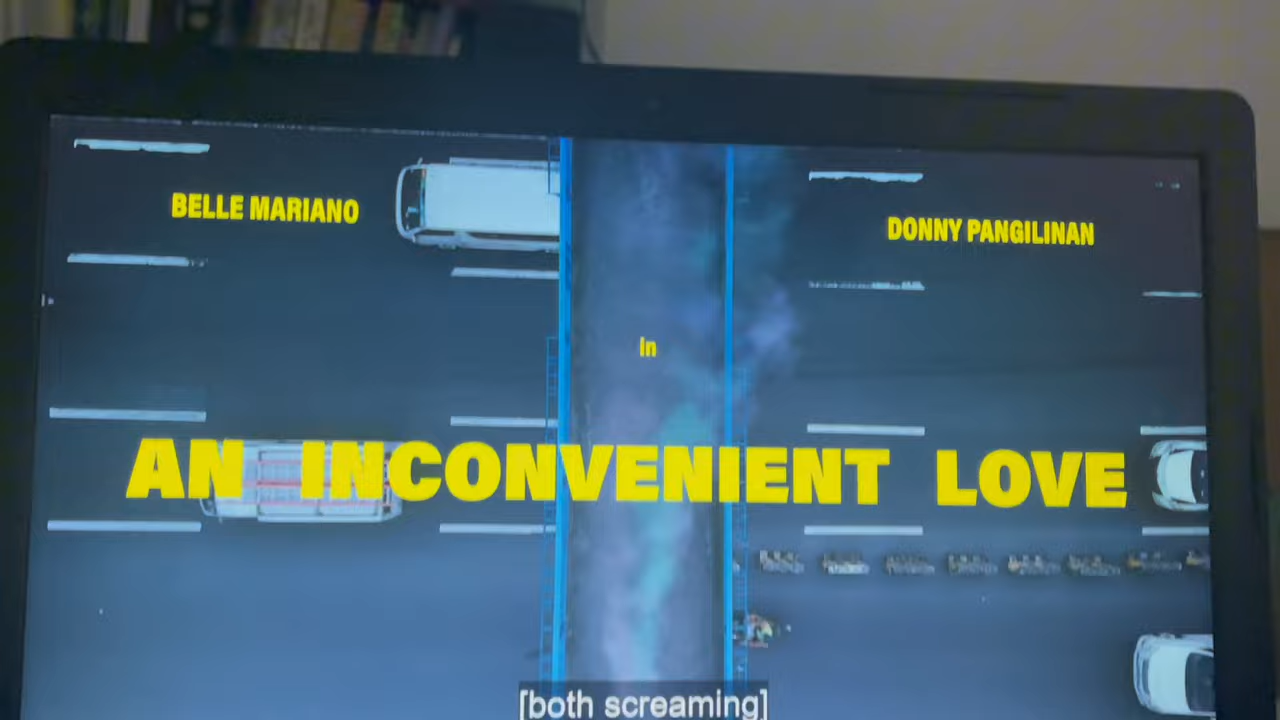 BELLE MARIANO
DONNY PANGILINAN
In
AN INCONVENIENT LOVE
[both screaming]